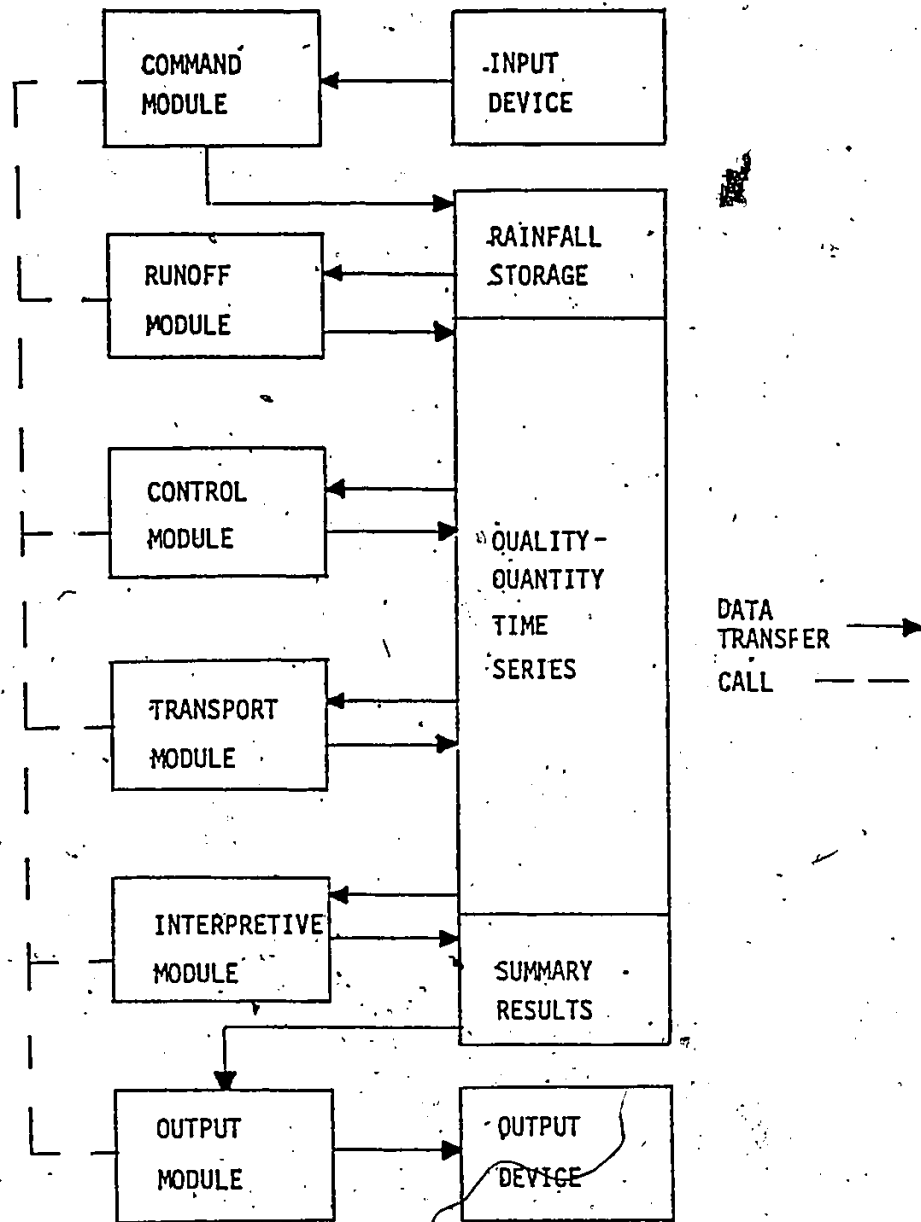 COMMAND
MODULE
INPUT
DEVICE
RAINFALL
STORAGE
RUNOFF
MODULE
CONTROL
MODULE
QUALITY-
QUANTITY
TIME
SERIES
DATA
TRANSFER
CALL
TRANSPORT
MODULE
INTERPRETIVE
MODULE
SUMMARY
RESULTS
OUTPUT
MODULE
OUTPUT
DEVICE